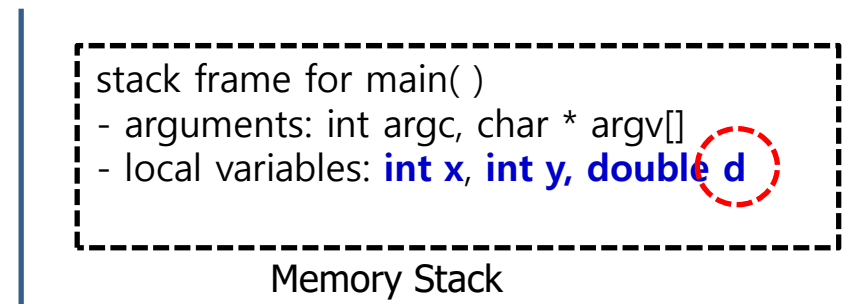 stack frame for main( )
- arguments: int argc, char * argv[]
- local variables: int x, int y, double d
Memory Stack